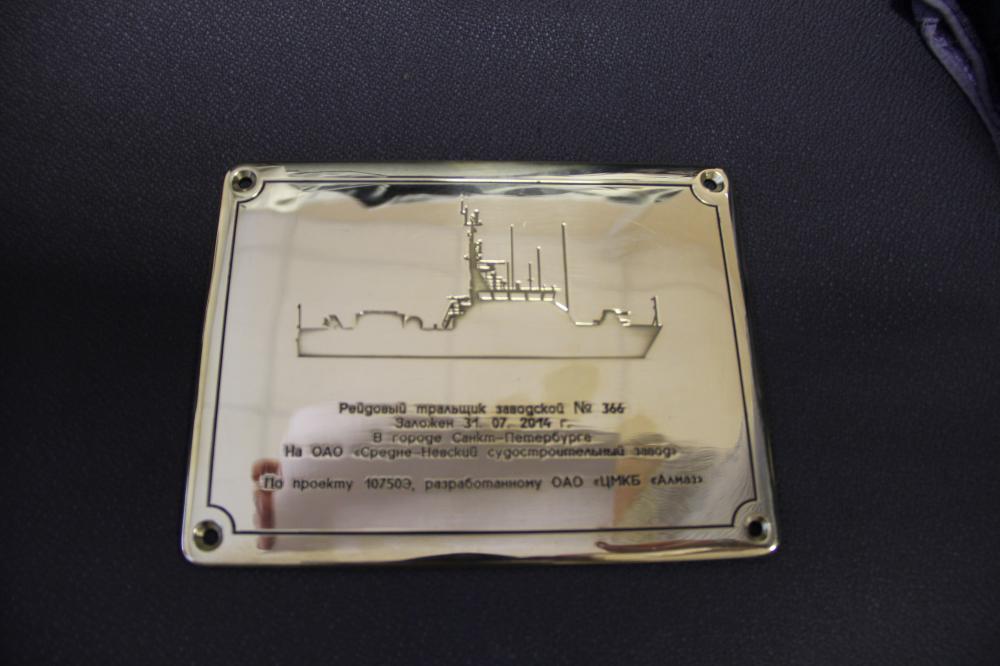 Рейдовый тральщик заводской № 366
Заложен 31. 07. 2014 г.
В городе Санкт-Петербурге
На ОАО «Средне-Невский судостроительный завод»
По проекту 10750Э, разработанному ОАО «ЦМКБ «Алмаз»